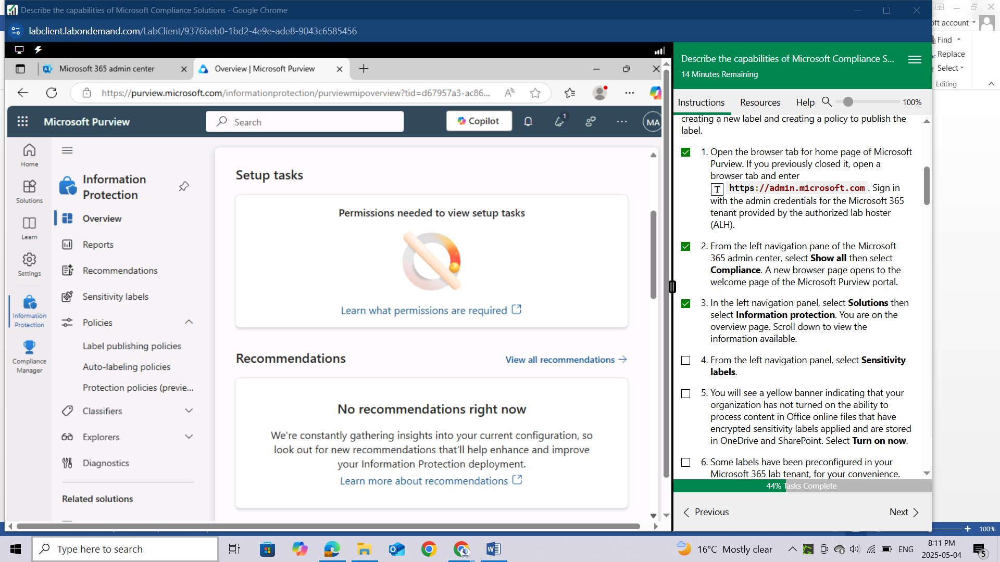 Describe the capabilities of Microsoft Compliance Solutions - Google Chrome
labclient.labondemand.com/LabClient/9376beb0-1bd2-4e9e-ade8-9043c6585456
Microsoft 365 admin center
Overview | Microsoft Purview
https://purview.microsoft.com/informationprotection/purviewmipoverview?tid=d67957a3-ac86...
Microsoft Purview
Search
Copilot
1
MA
Home
Solutions
Learn
Settings
Information
Protection
Compliance
Manager
Information
Protection
Overview
Reports
Recommendations
Sensitivity labels
Policies
Label publishing policies
Auto-labeling policies
Protection policies (previe...
Classifiers
Explorers
Diagnostics
Related solutions
Setup tasks
Permissions needed to view setup tasks
Learn what permissions are required
Recommendations
View all recommendations
No recommendations right now
We're constantly gathering insights into your current configuration, so
look out for new recommendations that'll help enhance and improve
your Information Protection deployment.
Learn more about recommendations
Describe the capabilities of Microsoft Compliance S...
14 Minutes Remaining
Instructions
Resources
Help
100%
creating a new label and creating a policy to publish the
label.
1. Open the browser tab for home page of Microsoft
Purview. If you previously closed it, open a
browser tab and enter
T https://admin.microsoft.com . Sign in
with the admin credentials for the Microsoft 365
tenant provided by the authorized lab hoster
(ALH).
2. From the left navigation pane of the Microsoft
365 admin center, select Show all then select
Compliance. A new browser page opens to the
welcome page of the Microsoft Purview portal.
3. In the left navigation panel, select Solutions then
select Information protection. You are on the
overview page. Scroll down to view the
information available.
4. From the left navigation panel, select Sensitivity
labels.
5. You will see a yellow banner indicating that your
organization has not turned on the ability to
process content in Office online files that have
encrypted sensitivity labels applied and are stored
in OneDrive and SharePoint. Select Turn on now.
6. Some labels have been preconfigured in your
Microsoft 365 lab tenant, for your convenience.
44% Tasks Complete
Previous
Next
account
Find
Replace
Select
Editing
100%
Type here to search
16°C Mostly clear
ENG
8:11 PM
2025-05-04
5